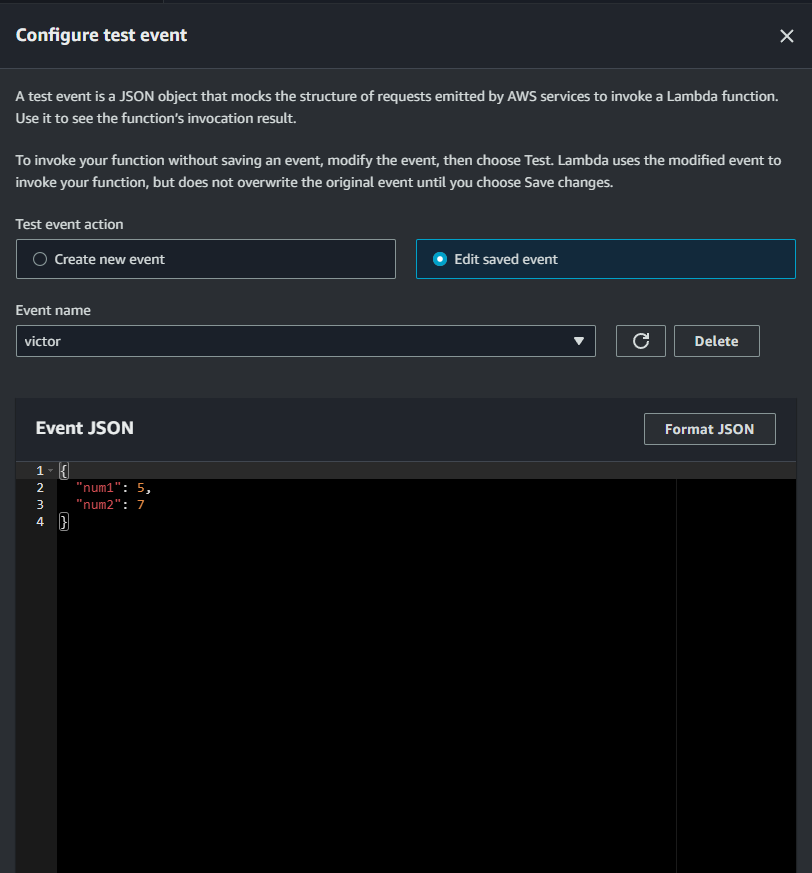 Configure test event
A test event is a JSON object that mocks the structure of requests emitted by AWS services to invoke a Lambda function.
Use it to see the function’s invocation result.
To invoke your function without saving an event, modify the event, then choose Test. Lambda uses the modified event to
invoke your function, but does not overwrite the original event until you choose Save changes.
Test event action
Create new event
Edit saved event
Event name
victor
Delete
Event JSON
Format JSON
1 {
2 "num1": 5,
3 "num2": 7
4 }